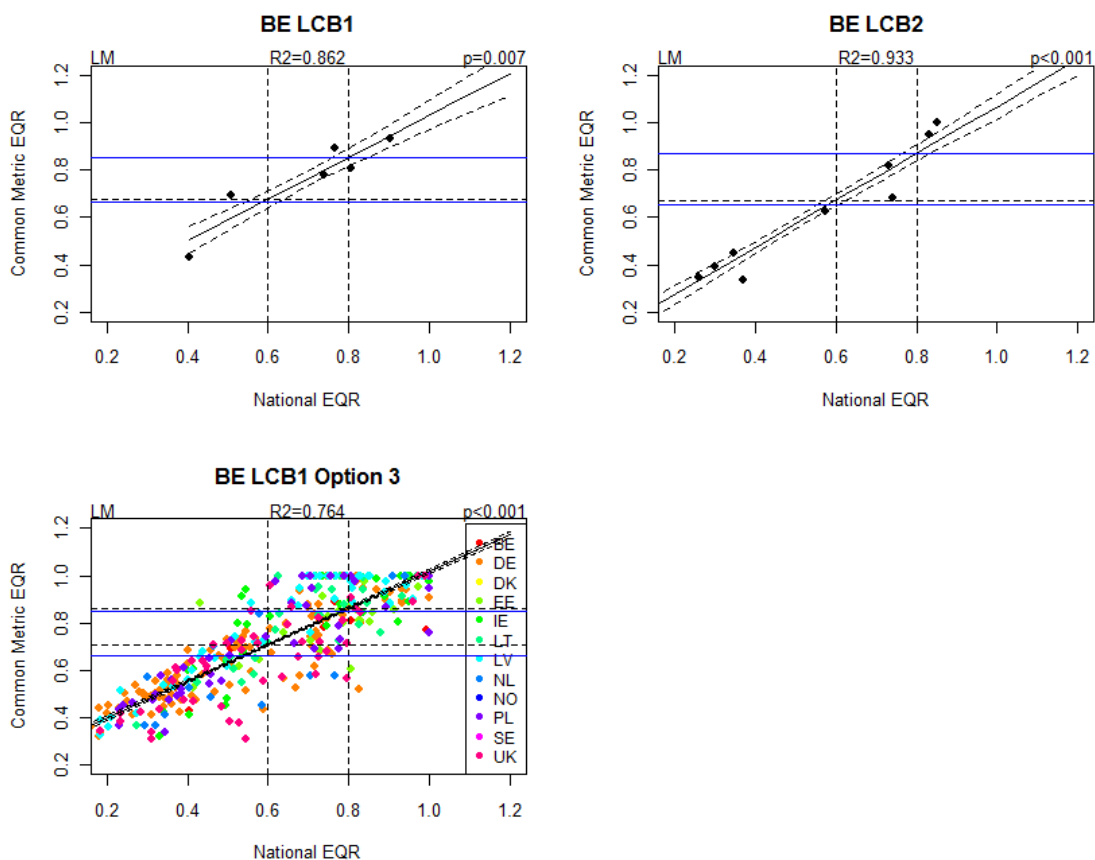 BE LCB1
LM R2=0.862 p=0.007
1.2
1.0
0.8
0.6
0.4
0.2
Common Metric EQR
0.2 0.4 0.6 0.8 1.0 1.2
National EQR
BE LCB2
LM R2=0.933 p<0.001
1.2
1.0
0.8
0.6
0.4
0.2
Common Metric EQR
0.2 0.4 0.6 0.8 1.0 1.2
National EQR
BE LCB1 Option 3
LM R2=0.764 p<0.001
1.2
1.0
0.8
0.6
0.4
0.2
Common Metric EQR
BE
DE
DK
EE
IE
LT
LV
NL
NO
PL
SE
UK
0.2 0.4 0.6 0.8 1.0 1.2
National EQR